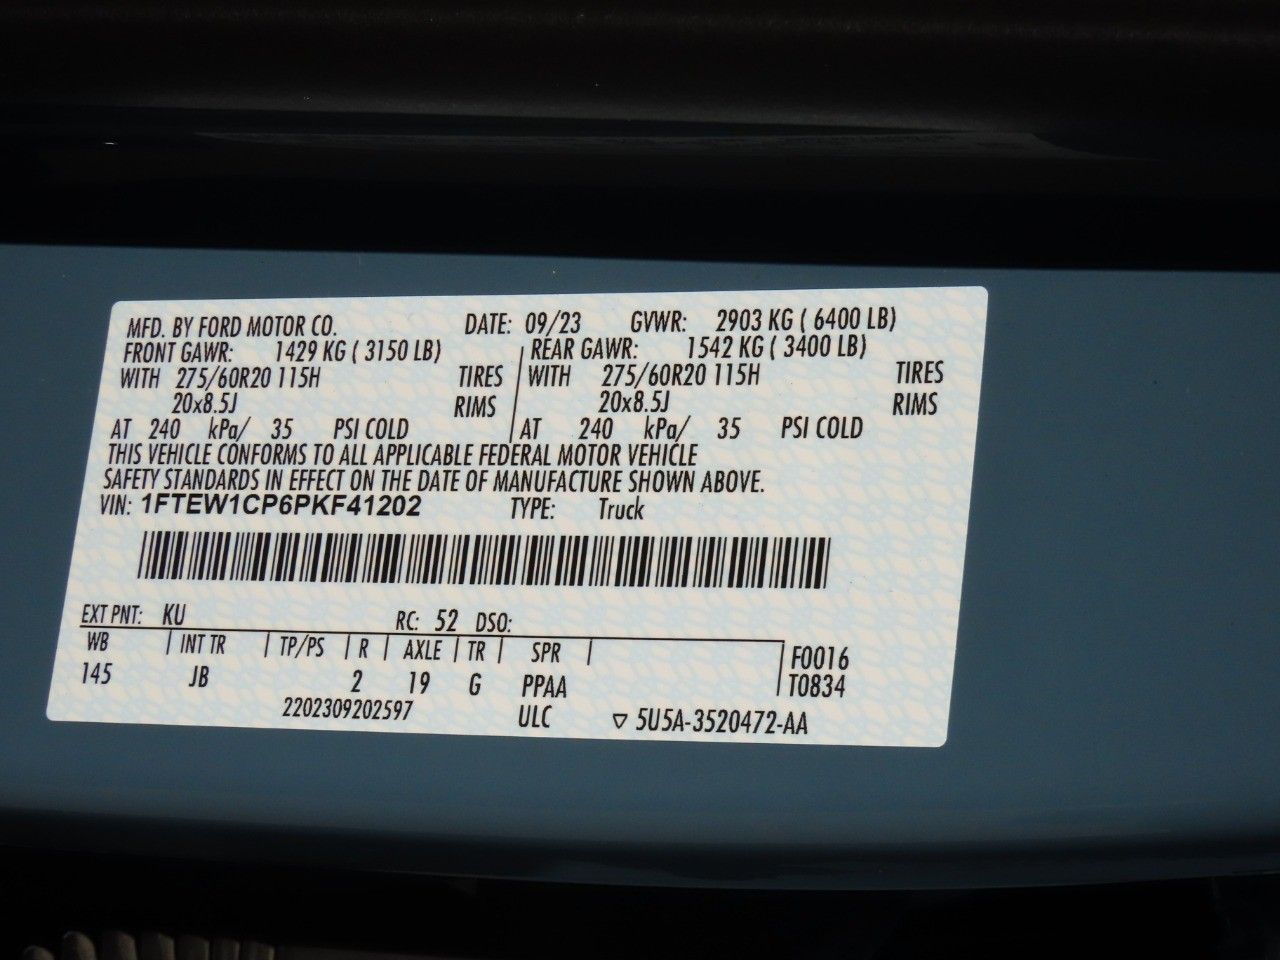 MFD. BY FORD MOTOR CO. DATE: 09/23 GVWR: 2903 KG ( 6400 LB)
FRONT GAWR: 1429 KG ( 3150 LB) REAR GAWR: 1542 KG ( 3400 LB)
WITH 275/60R20 115H TIRES WITH 275/60R20 115H TIRES
20x8.5J RIMS 20x8.5J RIMS
AT 240 kPa/ 35 PSI COLD AT 240 kPa/ 35 PSI COLD
THIS VEHICLE CONFORMS TO ALL APPLICABLE FEDERAL MOTOR VEHICLE
SAFETY STANDARDS IN EFFECT ON THE DATE OF MANUFACTURE SHOWN ABOVE.
VIN: 1FTEW1CP6PKF41202 TYPE: Truck
EXT PNT: KU RC: 52 DSO:
WB INT TR TP/PS R AXLE TR SPR F0016
145 JB 2 19 G PPAA T0834
2202309202597 ULC ▽ 5U5A-3520472-AA